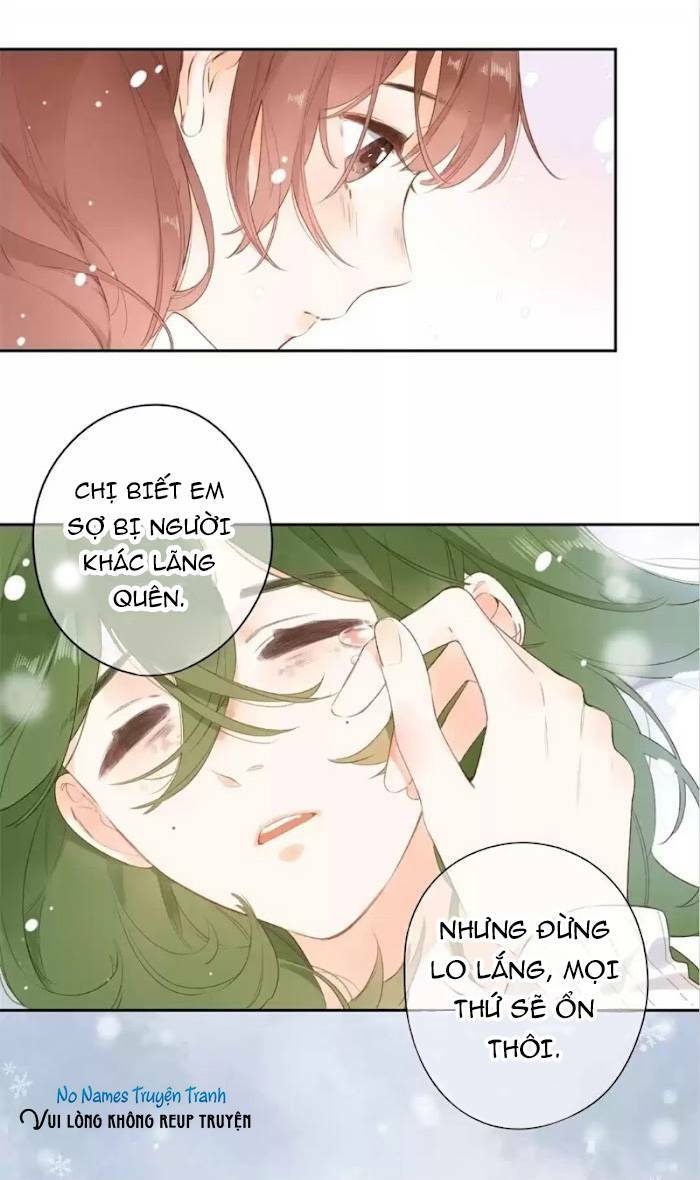 CHỊ BIẾT EM
SỢ BỊ NGƯỜI
KHÁC LÃNG
QUÊN.
NHƯNG ĐỪNG
LO LẮNG, MỌI
THỨ SẼ ỔN
THÔI.
No Names Truyện Tranh
VUI LÒNG KHÔNG REUP TRUYỆN